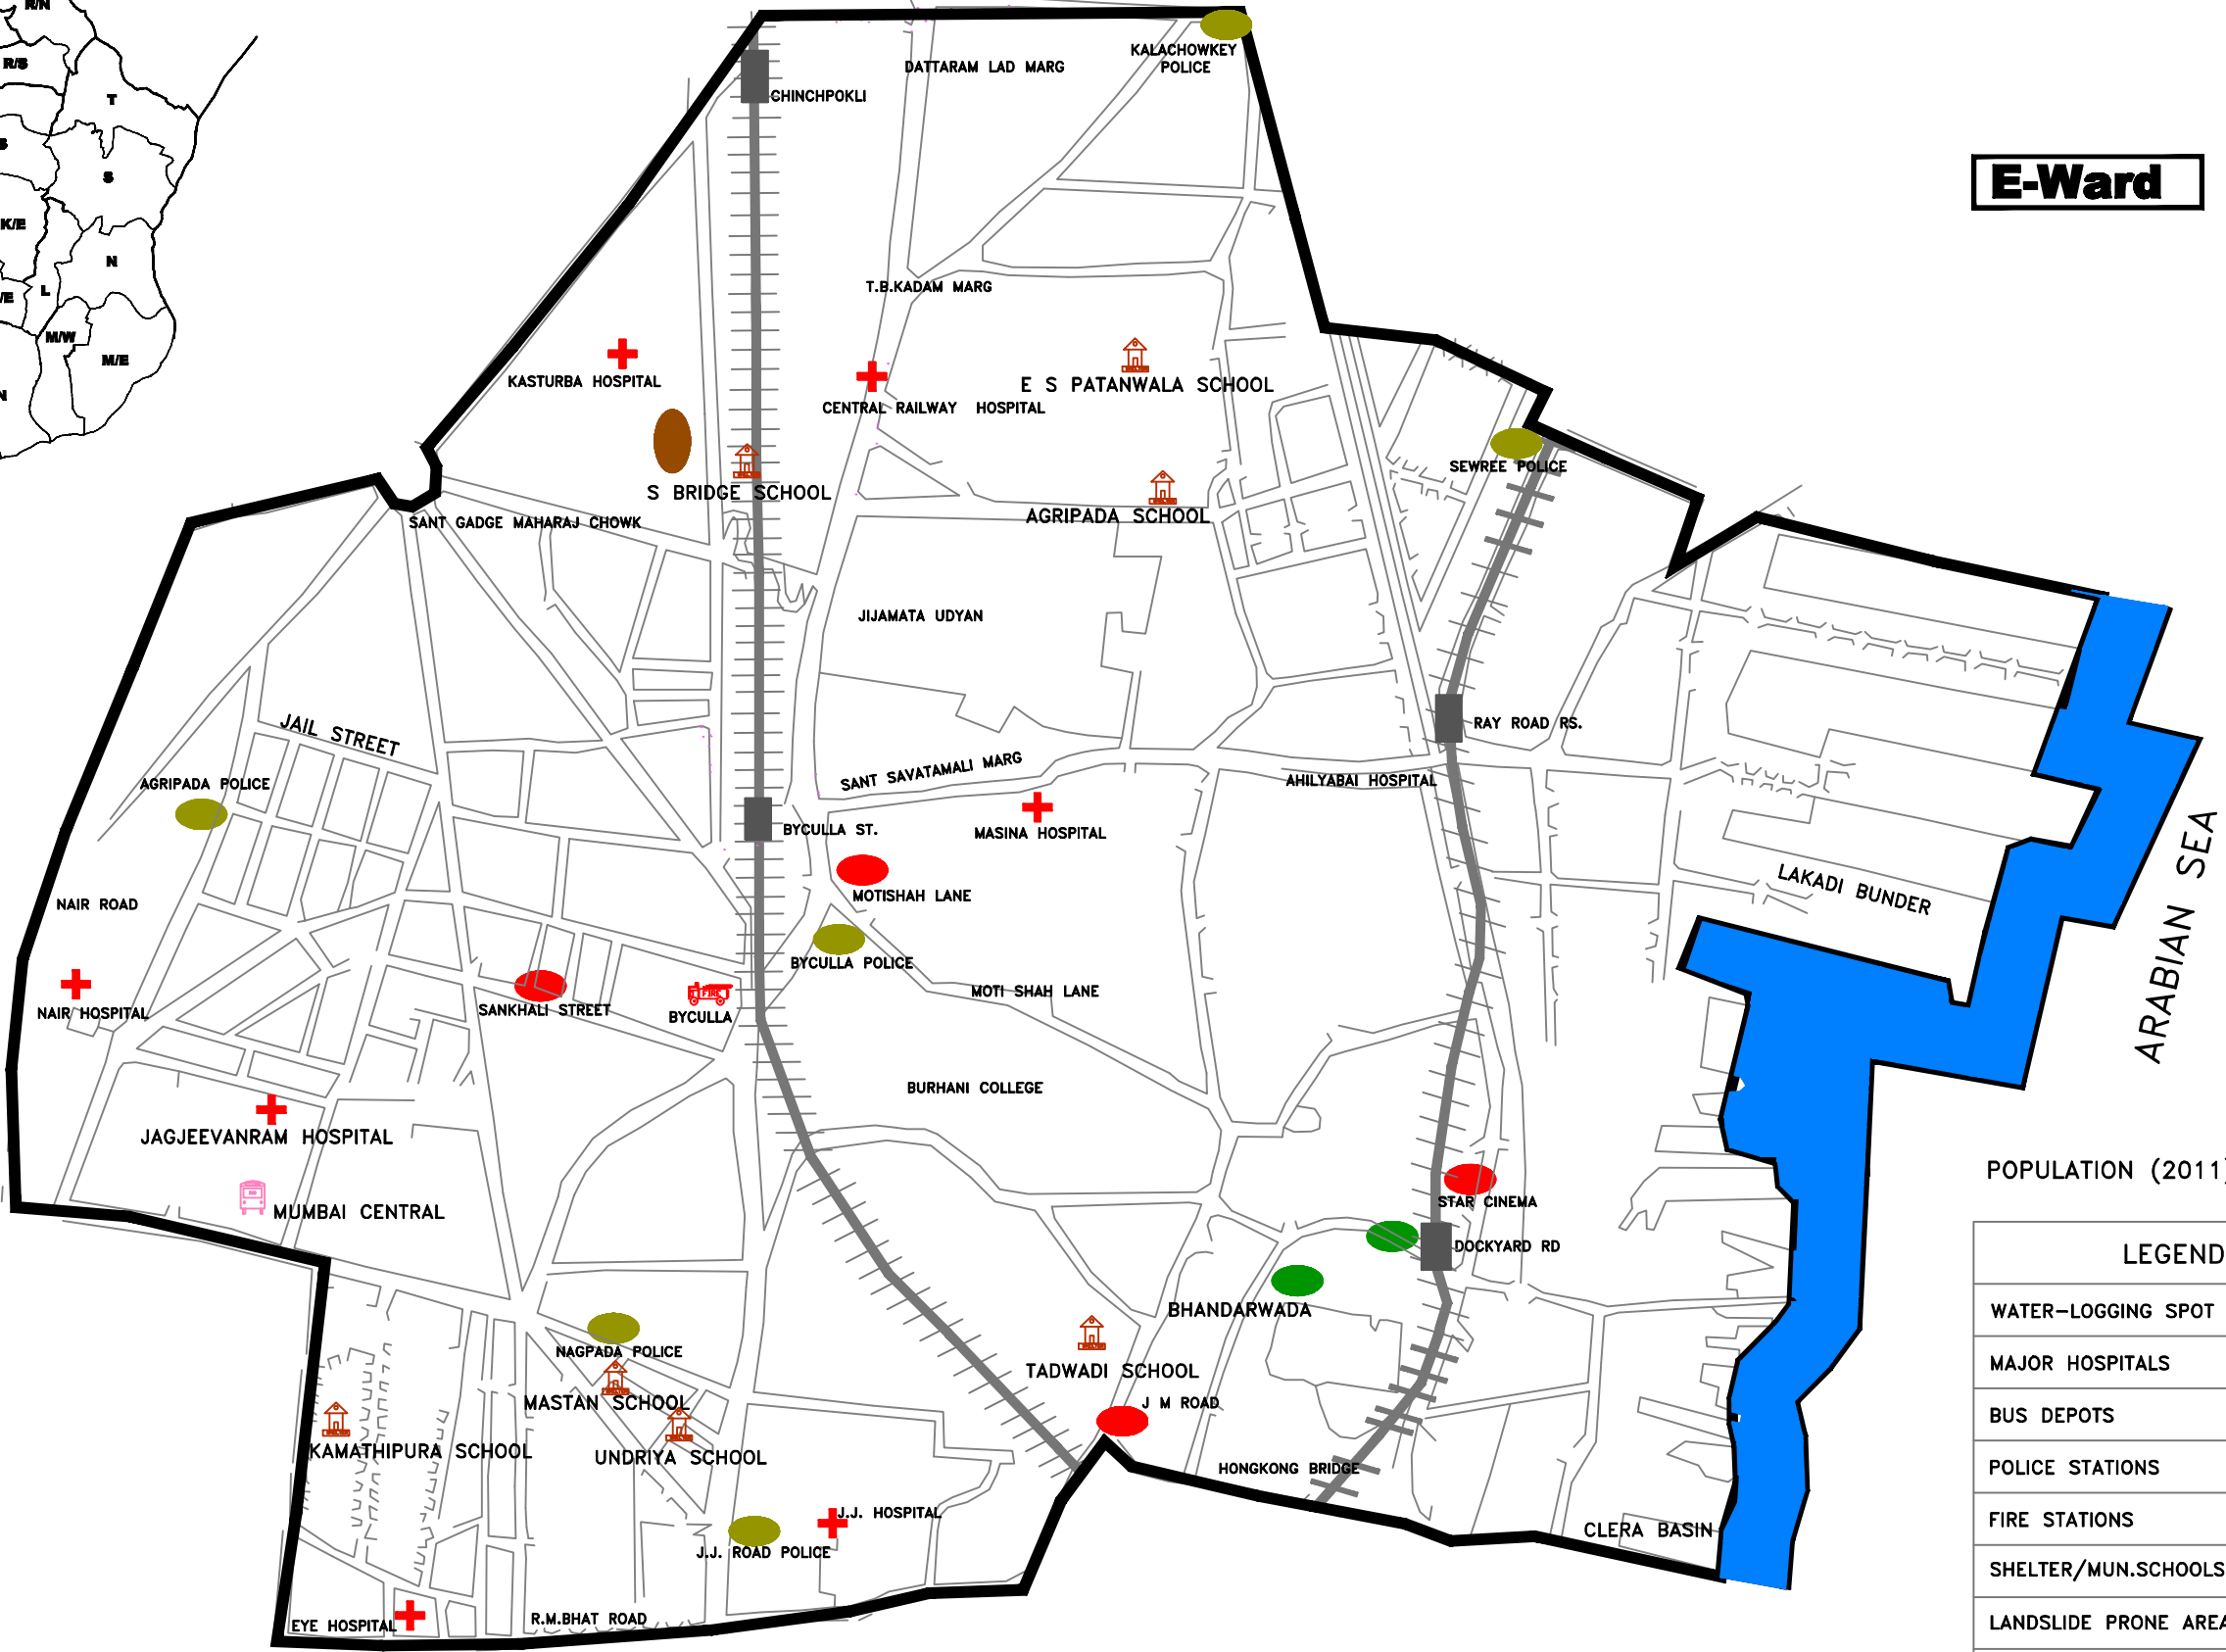 R/N
R/S
T
S
S
K/E
N
/E
L
M/W
M/E
N
E-Ward
KALACHOWKEY
POLICE
DATTARAM LAD MARG
CHINCHPOKLI
T.B.KADAM MARG
KASTURBA HOSPITAL
E S PATANWALA SCHOOL
CENTRAL RAILWAY HOSPITAL
SEWREE POLICE
S BRIDGE SCHOOL
AGRIPADA SCHOOL
SANT GADGE MAHARAJ CHOWK
JIJAMATA UDYAN
RAY ROAD RS.
JAIL STREET
SANT SAVATAMALI MARG
AHILYABAI HOSPITAL
AGRIPADA POLICE
BYCULLA ST.
MASINA HOSPITAL
MOTISHAH LANE
LAKADI BUNDER
NAIR ROAD
ARABIAN SEA
BYCULLA POLICE
MOTI SHAH LANE
FIRE
NAIR HOSPITAL
SANKHALI STREET
BYCULLA
BURHANI COLLEGE
JAGJEEVANRAM HOSPITAL
POPULATION (2011)
STAR CINEMA
MUMBAI CENTRAL
DOCKYARD RD
LEGEND
BHANDARWADA
WATER-LOGGING SPOT
NAGPADA POLICE
MAJOR HOSPITALS
TADWADI SCHOOL
MASTAN SCHOOL
J M ROAD
BUS DEPOTS
KAMATHIPURA SCHOOL
UNDRIYA SCHOOL
HONGKONG BRIDGE
POLICE STATIONS
J.J. HOSPITAL
FIRE STATIONS
CLERA BASIN
J.J. ROAD POLICE
SHELTER/MUN.SCHOOLS
EYE HOSPITAL
R.M.BHAT ROAD
LANDSLIDE PRONE AREA